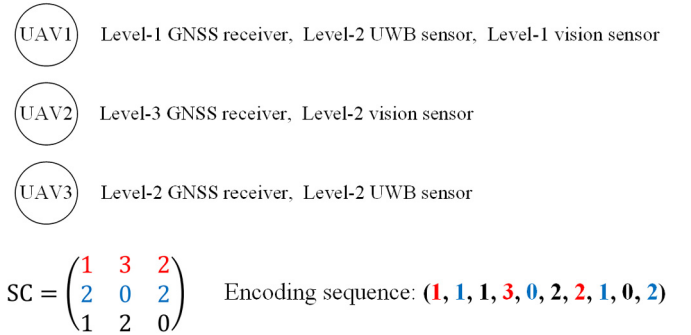 UAV1 Level-1 GNSS receiver, Level-2 UWB sensor, Level-1 vision sensor
UAV2 Level-3 GNSS receiver, Level-2 vision sensor
UAV3 Level-2 GNSS receiver, Level-2 UWB sensor
1 3 2
SC = 2 0 2 Encoding sequence: (1, 1, 1, 3, 0, 2, 2, 1, 0, 2)
1 2 0